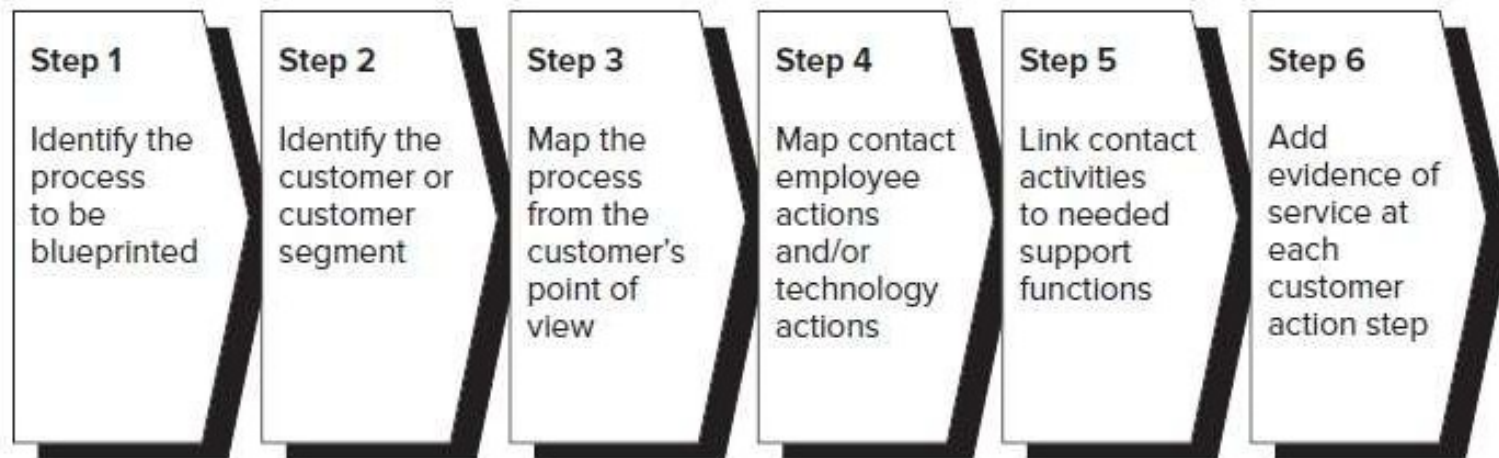 Step 1
Identify the
process
to be
blueprinted
Step 2
Identify the
customer or
customer
segment
Step 3
Map the
process
from the
customer's
point of
view
Step 4
Map contact
employee
actions
and/or
technology
actions
Step 5
Link contact
activities
to needed
support
functions
Step 6
Add
evidence of
service at
each
customer
action step